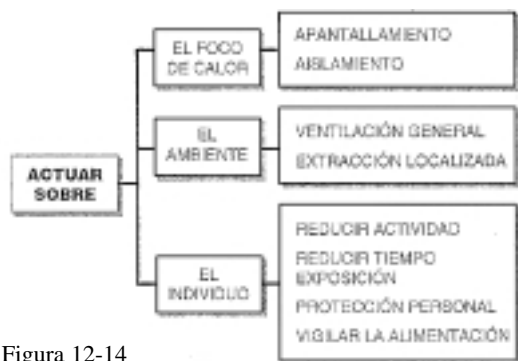 ACTUAR
SOBRE
EL FOCO
DE CALOR
APANTALLAMIENTO
AISLAMIENTO
EL
AMBIENTE
VENTILACIÓN GENERAL
EXTRACCIÓN LOCALIZADA
EL
INDIVIDUO
REDUCIR ACTIVIDAD
REDUCIR TIEMPO
EXPOSICIÓN
PROTECCIÓN PERSONAL
VIGILAR LA ALIMENTACIÓN
Figura 12-14